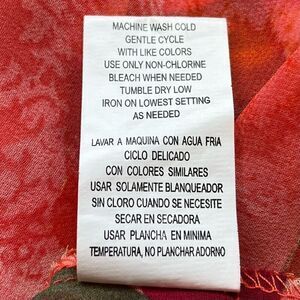 MACHINE WASH COLD
GENTLE CYCLE
WITH LIKE COLORS
USE ONLY NON-CHLORINE
BLEACH WHEN NEEDED
TUMBLE DRY LOW
IRON ON LOWEST SETTING
AS NEEDED
LAVAR A MAQUINA CON AGUA FRIA
CICLO DELICADO
CON COLORES SIMILARES
USAR SOLAMENTE BLANQUEADOR
SIN CLORO CUANDO SE NECESITE
SECAR EN SECADORA
USAR PLANCHA EN MINIMA
TEMPERATURA, NO PLANCHAR ADORNO